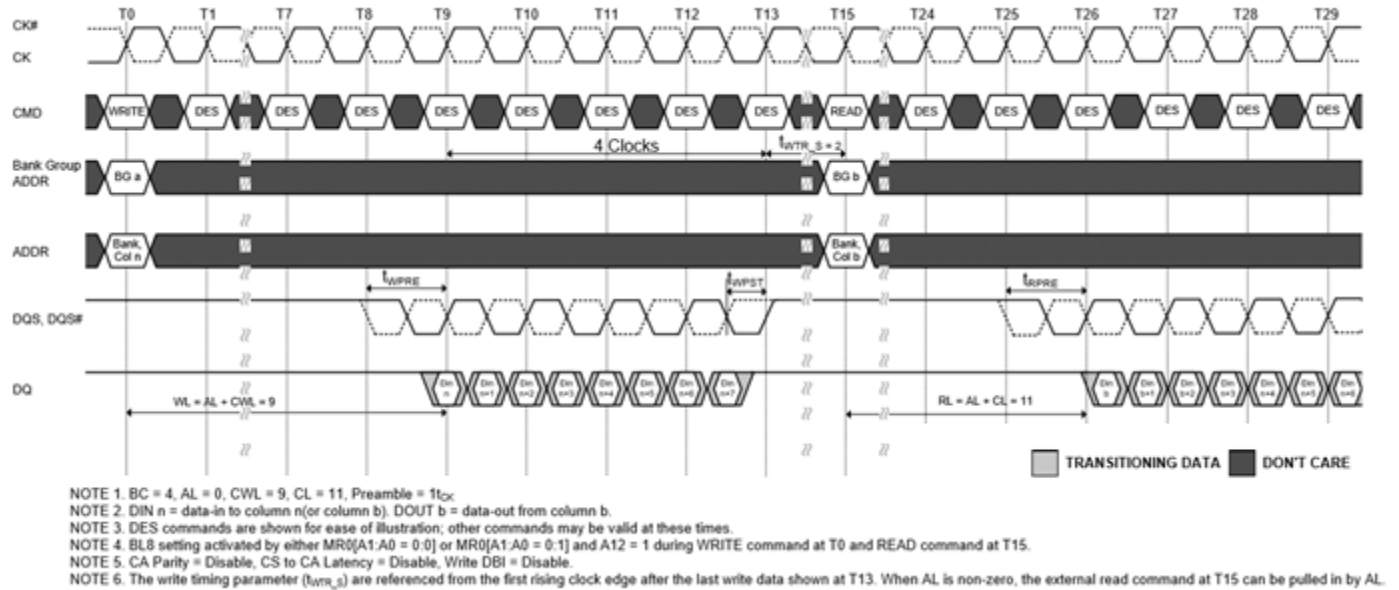 T0 T1 T7 T8 T9 T10 T11 T12 T13 T15 T24 T25 T26 T27 T28 T29
CK#
CK
CMD WRITE DES DES DES DES DES DES DES DES READ DES DES DES DES DES DES
4 Clocks tWTR_S = 2
Bank Group
ADDR
BG a BG b
ADDR
Bank, Col n Bank, Col b
tWPRE tWPST tRPRE
DQS, DQS#
DQ
Din n Din n+1 Din n+2 Din n+3 Din n+4 Din n+5 Din n+6 Din n+7 Din b Din b+1 Din b+2 Din n+3 Din n+4 Din n+5 Din n+6
WL = AL + CWL = 9 RL = AL + CL = 11
TRANSITIONING DATA DON'T CARE
NOTE 1. BC = 4, AL = 0, CWL = 9, CL = 11, Preamble = 1tCK
NOTE 2. DIN n = data-in to column n(or column b). DOUT b = data-out from column b.
NOTE 3. DES commands are shown for ease of illustration; other commands may be valid at these times.
NOTE 4. BL8 setting activated by either MR0[A1:A0 = 0:0] or MR0[A1:A0 = 0:1] and A12 = 1 during WRITE command at T0 and READ command at T15.
NOTE 5. CA Parity = Disable, CS to CA Latency = Disable, Write DBI = Disable.
NOTE 6. The write timing parameter (tWTR_S) are referenced from the first rising clock edge after the last write data shown at T13. When AL is non-zero, the external read command at T15 can be pulled in by AL.